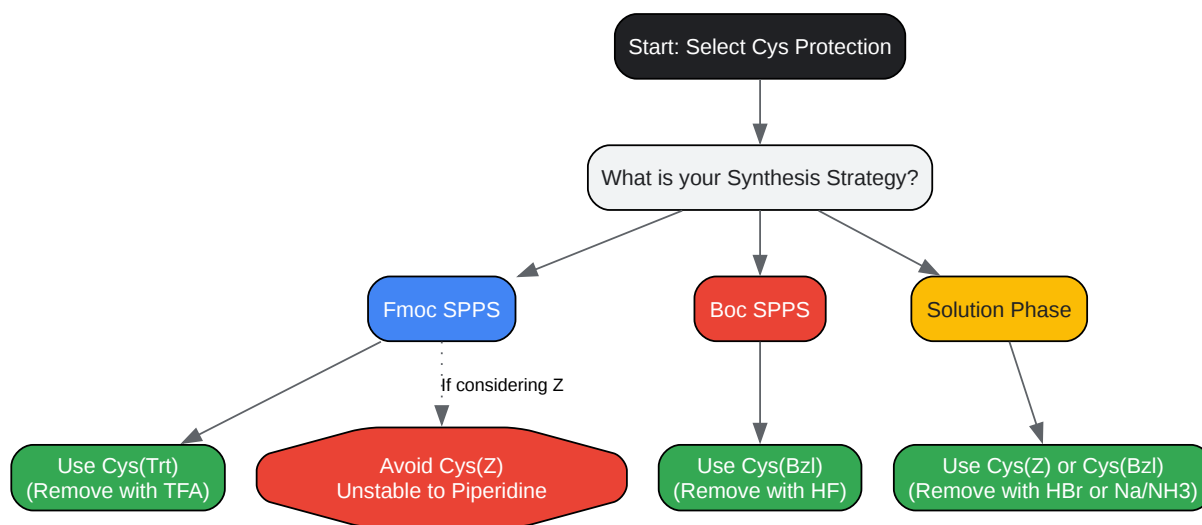 Start: Select Cys Protection
What is your Synthesis Strategy?
Fmoc SPPS
Boc SPPS
Solution Phase
If considering Z
Use Cys(Trt)
(Remove with TFA)
Avoid Cys(Z)
Unstable to Piperidine
Use Cys(Bzl)
(Remove with HF)
Use Cys(Z) or Cys(Bzl)
(Remove with HBr or Na/NH3)